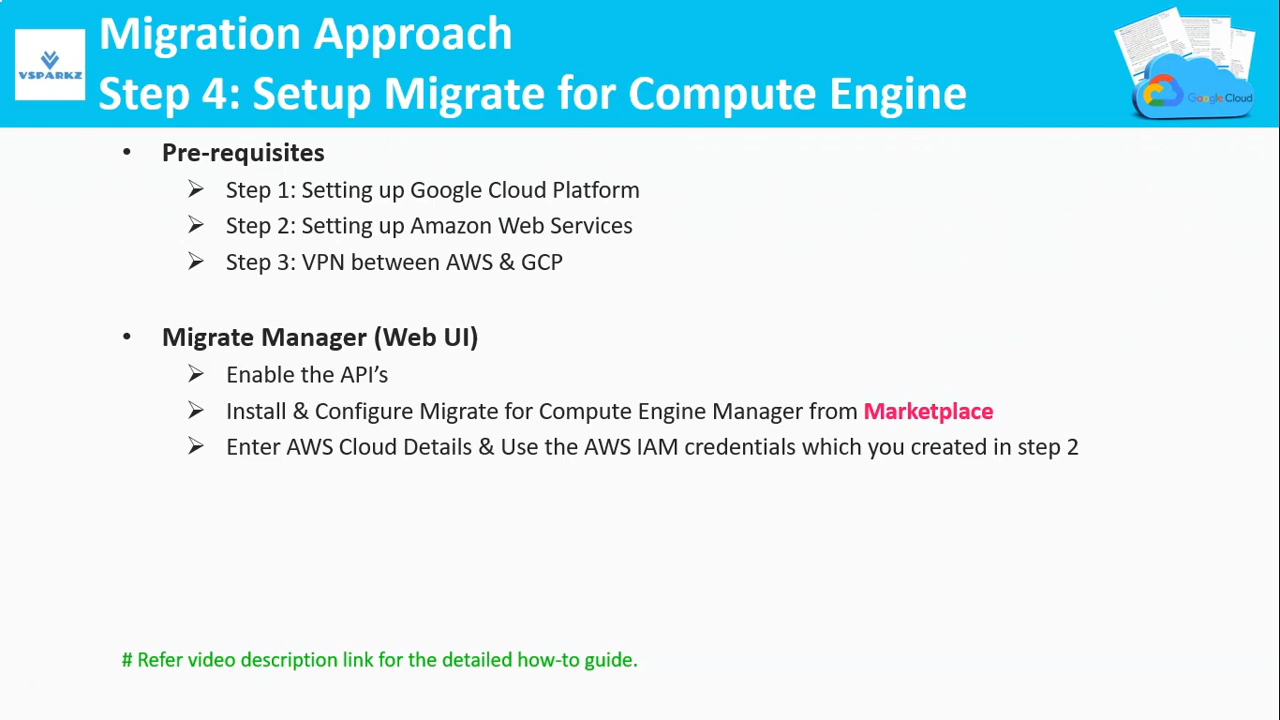 Migration Approach
Step 4: Setup Migrate for Compute Engine
VSPARKZ
Google Cloud
• Pre-requisites
➢ Step 1: Setting up Google Cloud Platform
➢ Step 2: Setting up Amazon Web Services
➢ Step 3: VPN between AWS & GCP
• Migrate Manager (Web UI)
➢ Enable the API’s
➢ Install & Configure Migrate for Compute Engine Manager from Marketplace
➢ Enter AWS Cloud Details & Use the AWS IAM credentials which you created in step 2
# Refer video description link for the detailed how-to guide.